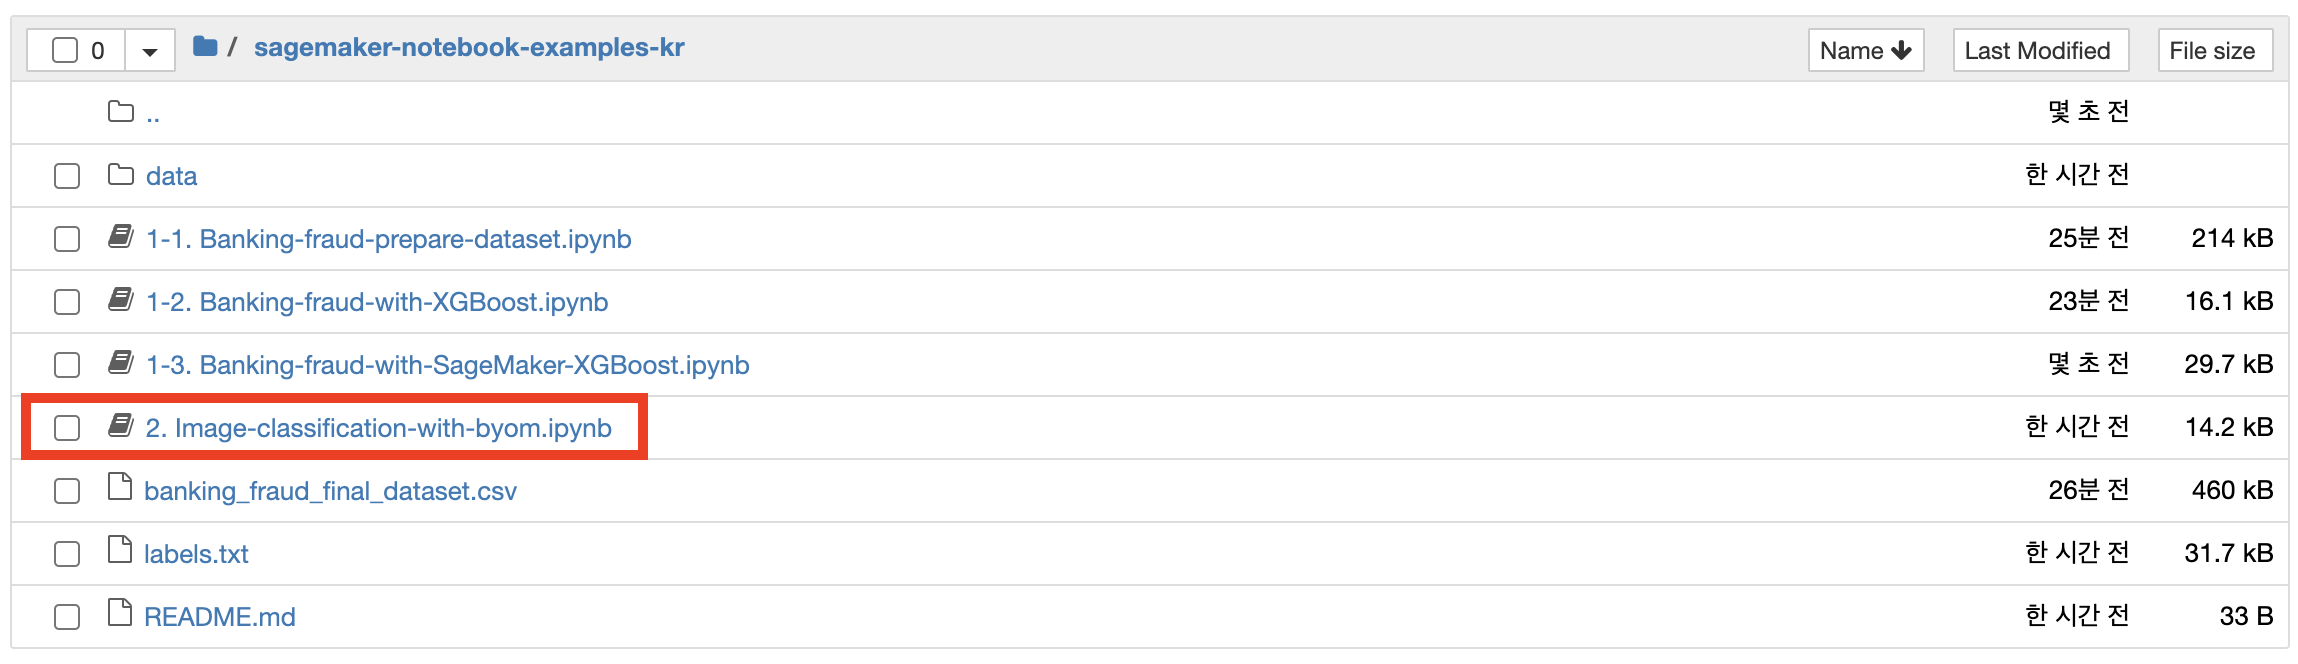 0 / sagemaker-notebook-examples-kr Name Last Modified File size
.. 몇 초 전
data 한 시간 전
1-1. Banking-fraud-prepare-dataset.ipynb 25분 전 214 kB
1-2. Banking-fraud-with-XGBoost.ipynb 23분 전 16.1 kB
1-3. Banking-fraud-with-SageMaker-XGBoost.ipynb 몇 초 전 29.7 kB
2. Image-classification-with-byom.ipynb 한 시간 전 14.2 kB
banking_fraud_final_dataset.csv 26분 전 460 kB
labels.txt 한 시간 전 31.7 kB
README.md 한 시간 전 33 B